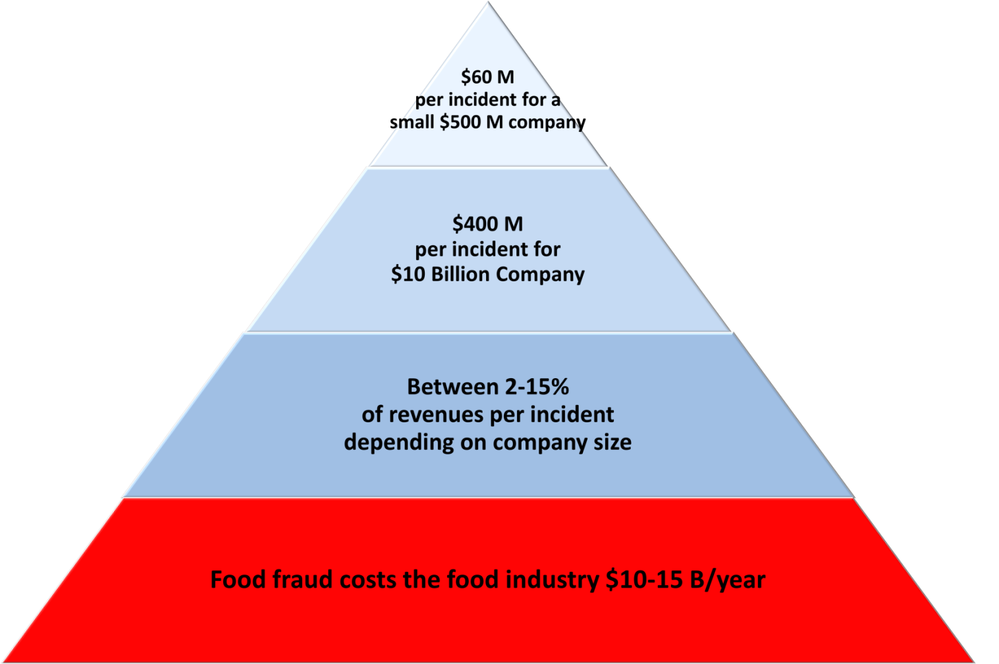 $60 M
per incident for a
small $500 M company
$400 M
per incident for
$10 Billion Company
Between 2-15%
of revenues per incident
depending on company size
Food fraud costs the food industry $10-15 B/year